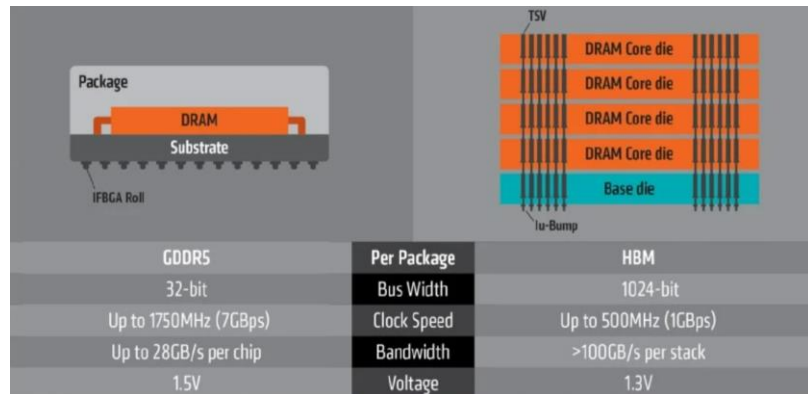 Package
DRAM
Substrate
IFBGA Roll
TSV
DRAM Core die
DRAM Core die
DRAM Core die
DRAM Core die
Base die
Iu-Bump
GDDR5 Per Package HBM
32-bit Bus Width 1024-bit
Up to 1750MHz (7GBps) Clock Speed Up to 500MHz (1GBps)
Up to 28GB/s per chip Bandwidth >100GB/s per stack
1.5V Voltage 1.3V